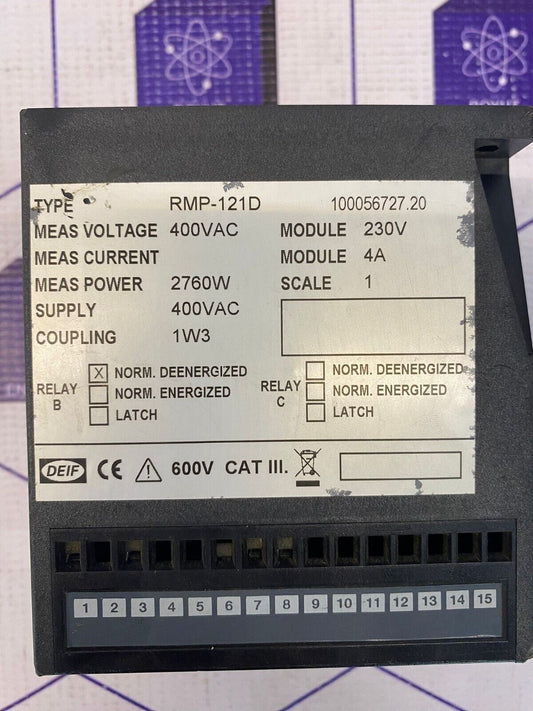 TYPE RMP-121D 100056727.20
MEAS VOLTAGE 400VAC MODULE 230V
MEAS CURRENT MODULE 4A
MEAS POWER 2760W SCALE 1
SUPPLY 400VAC
COUPLING 1W3
RELAY B X NORM. DEENERGIZED
NORM. ENERGIZED
LATCH
RELAY C NORM. DEENERGIZED
NORM. ENERGIZED
LATCH
DEIF CE 600V CAT III.
1 2 3 4 5 6 7 8 9 10 11 12 13 14 15